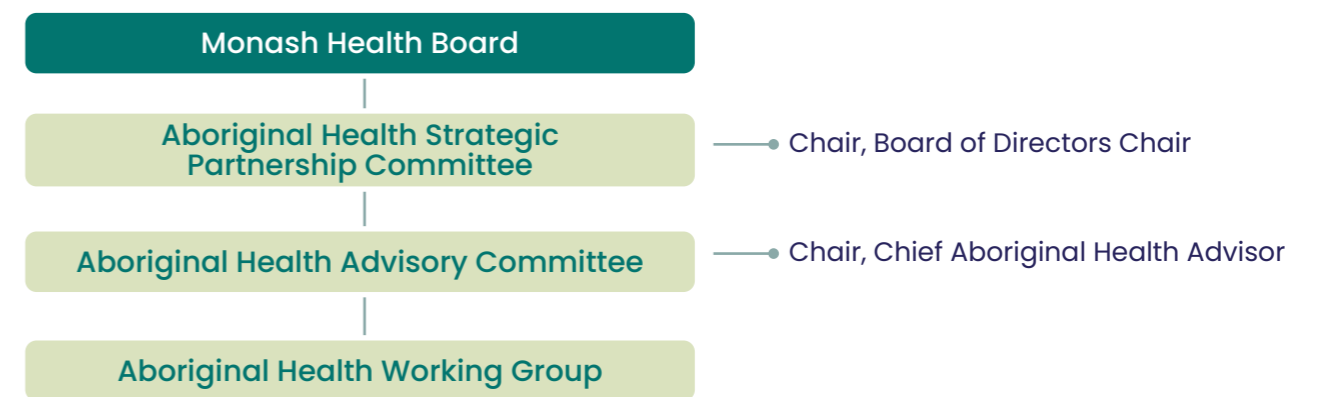 Monash Health Board
Aboriginal Health Strategic
Partnership Committee
Chair, Board of Directors Chair
Aboriginal Health Advisory Committee
Chair, Chief Aboriginal Health Advisor
Aboriginal Health Working Group